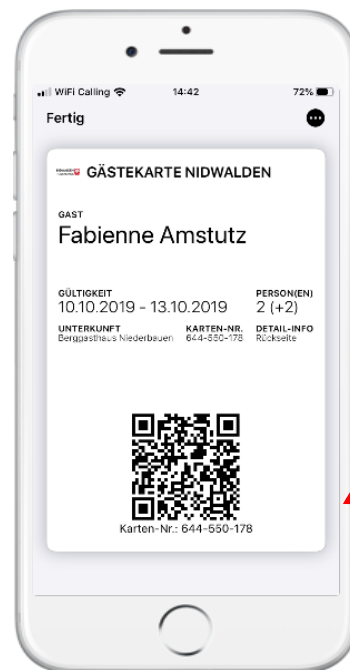 WiFi Calling 14:42 72%
Fertig
GÄSTEKARTE NIDWALDEN
GAST
Fabienne Amstutz
GÜLTIGKEIT PERSON(EN)
10.10.2019 - 13.10.2019 2 (+2)
UNTERKUNFT KARTEN-NR. DETAIL-INFO
Berggasthaus Niederbauen 644-550-178 Rückseite
Karten-Nr.: 644-550-178